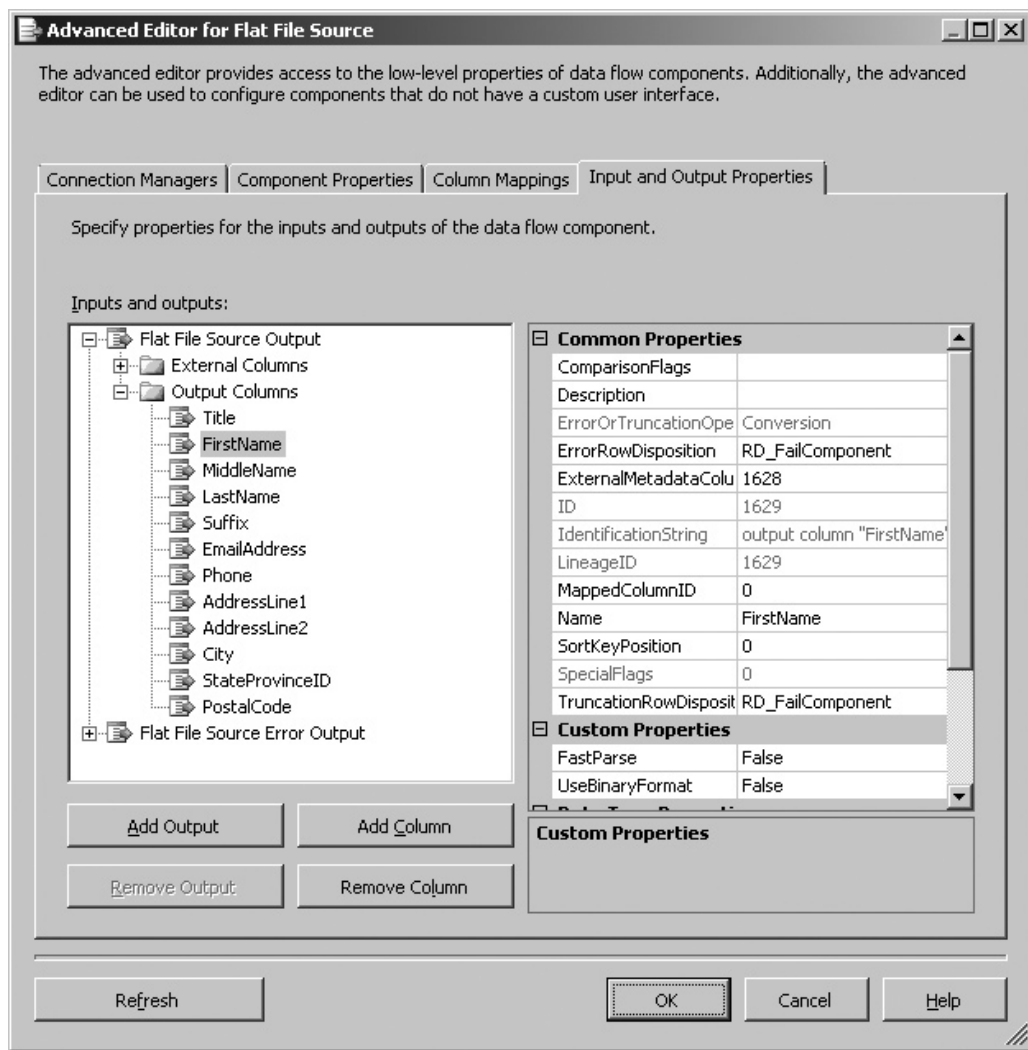 Advanced Editor for Flat File Source
The advanced editor provides access to the low-level properties of data flow components. Additionally, the advanced
editor can be used to configure components that do not have a custom user interface.
Connection Managers Component Properties Column Mappings Input and Output Properties
Specify properties for the inputs and outputs of the data flow component.
Inputs and outputs:
Flat File Source Output
External Columns
Output Columns
Title
FirstName
MiddleName
LastName
Suffix
EmailAddress
Phone
AddressLine1
AddressLine2
City
StateProvinceID
PostalCode
Flat File Source Error Output
Common Properties
ComparisonFlags
Description
ErrorOrTruncationOpe Conversion
ErrorRowDisposition RD_FailComponent
ExternalMetadataColu 1628
ID 1629
IdentificationString output column "FirstName"
LineageID 1629
MappedColumnID 0
Name FirstName
SortKeyPosition 0
SpecialFlags 0
TruncationRowDisposit RD_FailComponent
Custom Properties
FastParse False
UseBinaryFormat False
Add Output Add Column
Remove Output Remove Column
Custom Properties
Refresh OK Cancel Help